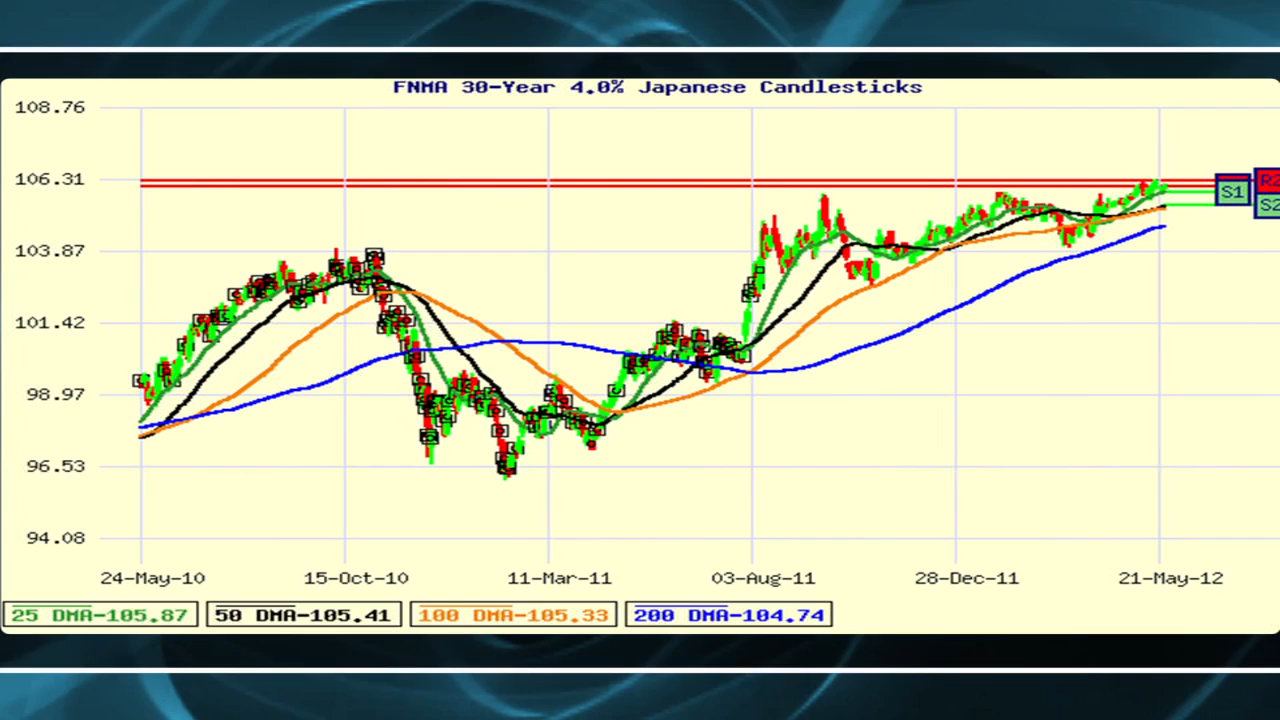 FNMA 30-Year 4.0% Japanese Candlesticks
108.76
106.31
R2
S1
S2
103.87
101.42
98.97
96.53
94.08
24-May-10 15-Oct-10 11-Mar-11 03-Aug-11 28-Dec-11 21-May-12
25 DMA-105.87 50 DMA-105.41 100 DMA-105.33 200 DMA-104.74